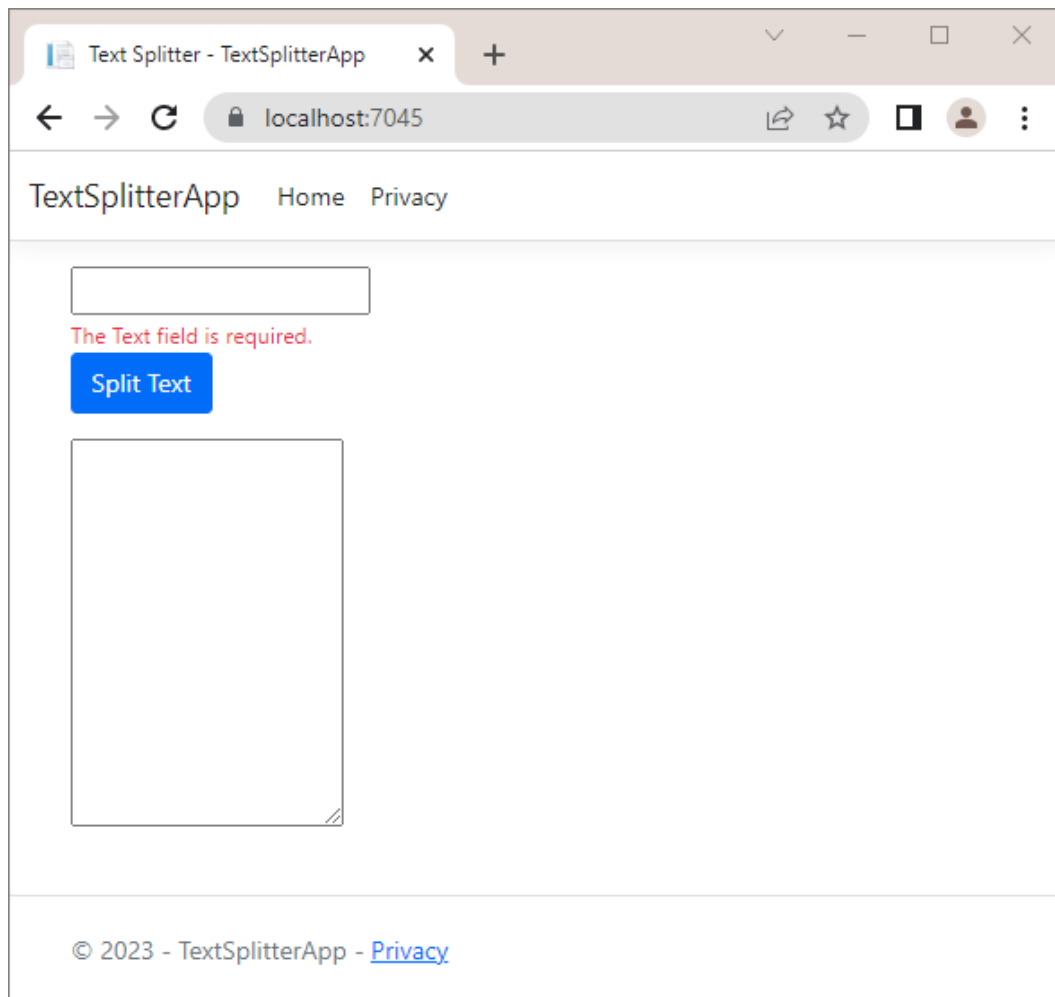 Text Splitter - TextSplitterApp
localhost:7045
TextSplitterApp Home Privacy
The Text field is required.
Split Text
© 2023 - TextSplitterApp - Privacy